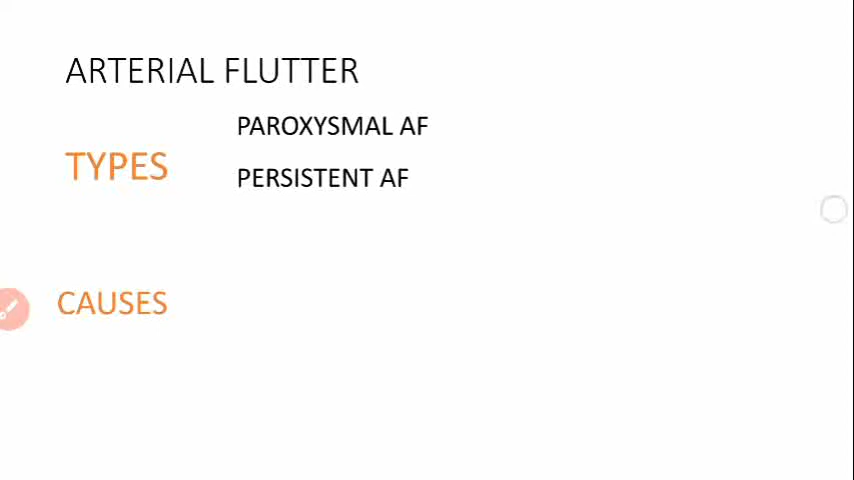 ARTERIAL FLUTTER
PAROXYSMAL AF
TYPES
PERSISTENT AF
CAUSES